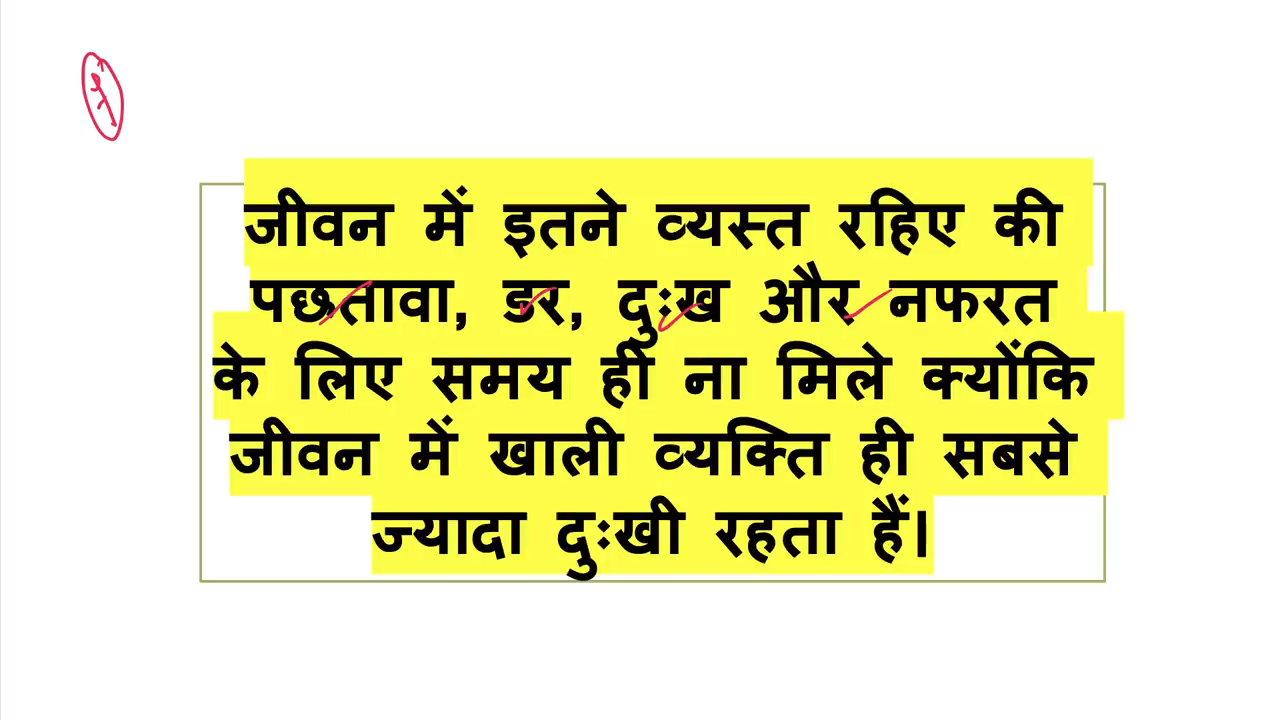 जीवन में इतने व्यस्त रहिए की
पछतावा, डर, दुःख और नफरत
के लिए समय ही ना मिले क्योंकि
जीवन में खाली व्यक्ति ही सबसे
ज्यादा दुःखी रहता हैं।